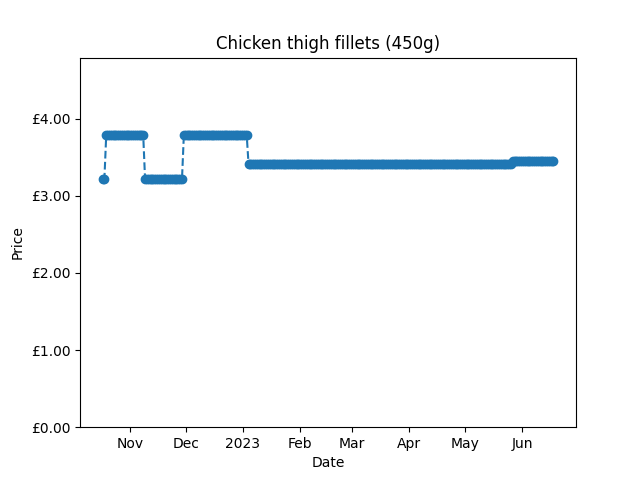 Chicken thigh fillets (450g)
£4.00
£3.00
£2.00
£1.00
£0.00
Price
Nov Dec 2023 Feb Mar Apr May Jun
Date